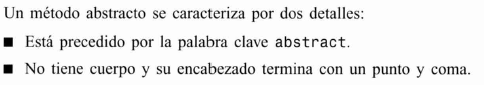 Un método abstracto se caracteriza por dos detalles:
■ Está precedido por la palabra clave abstract.
■ No tiene cuerpo y su encabezado termina con un punto y coma.